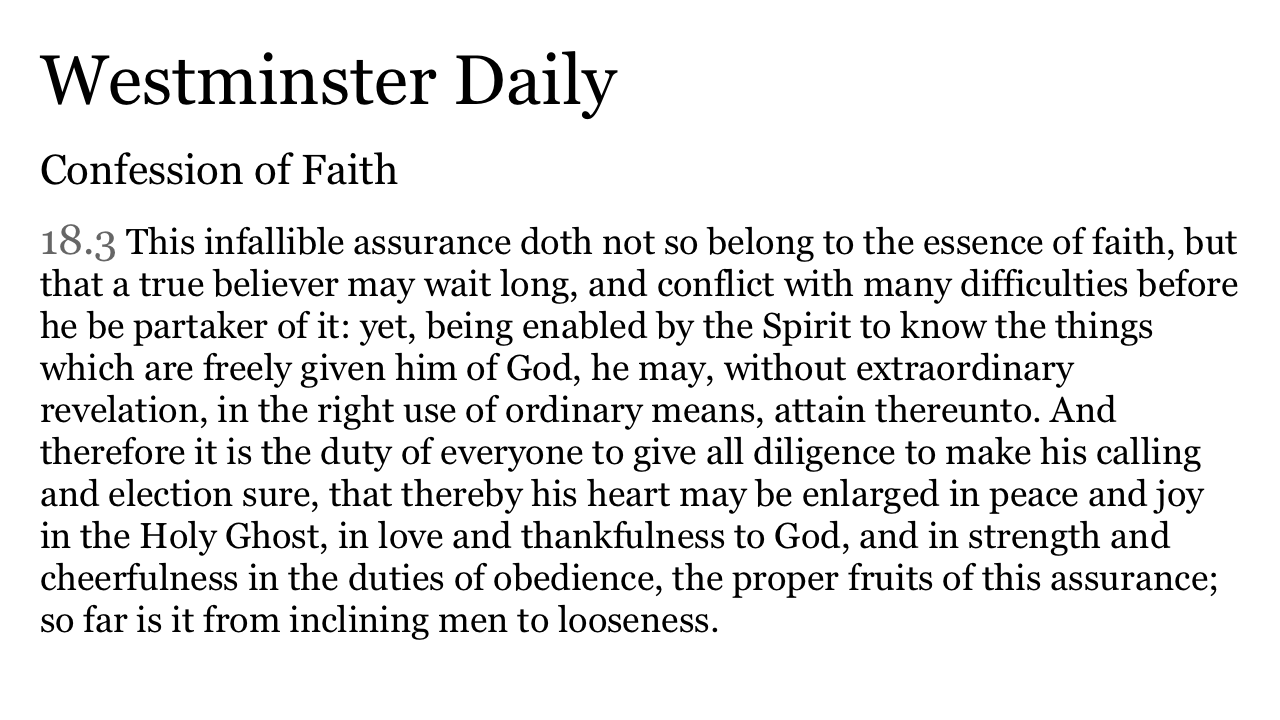 Westminster Daily
Confession of Faith
18.3 This infallible assurance doth not so belong to the essence of faith, but
that a true believer may wait long, and conflict with many difficulties before
he be partaker of it: yet, being enabled by the Spirit to know the things
which are freely given him of God, he may, without extraordinary
revelation, in the right use of ordinary means, attain thereunto. And
therefore it is the duty of everyone to give all diligence to make his calling
and election sure, that thereby his heart may be enlarged in peace and joy
in the Holy Ghost, in love and thankfulness to God, and in strength and
cheerfulness in the duties of obedience, the proper fruits of this assurance;
so far is it from inclining men to looseness.